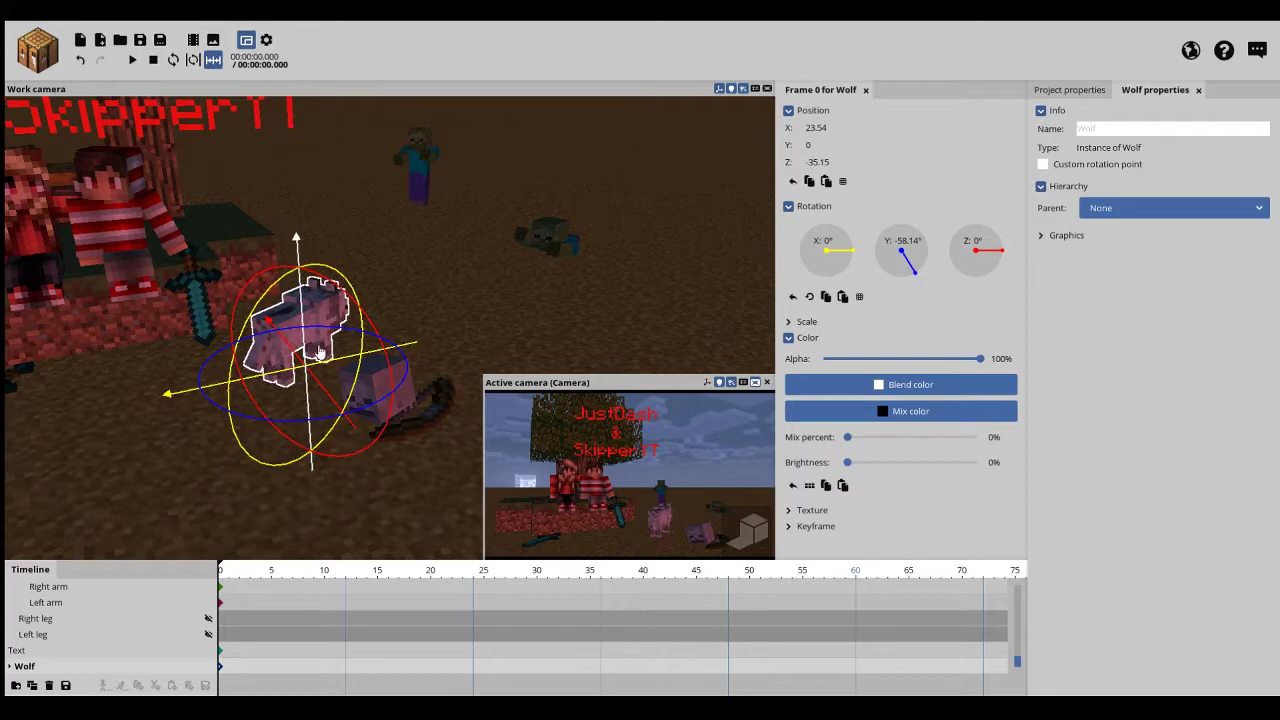 00:00:00.000
/ 00:00:00.000
Work camera
SkipperYT
Frame 0 for Wolf
Position
X: 23.54
Y: 0
Z: -35.15
Rotation
X: 0°
Y: -58.14°
Z: 0°
Scale
Color
Alpha: 100%
Blend color
Mix color
Mix percent: 0%
Brightness: 0%
Texture
Keyframe
Project properties
Wolf properties
Info
Name: Wolf
Type: Instance of Wolf
Custom rotation point
Hierarchy
Parent: None
Graphics
Active camera (Camera)
JustDash
&
SkipperYT
Timeline
0 5 10 15 20 25 30 35 40 45 50 55 60 65 70 75
Right arm
Left arm
Right leg
Left leg
Text
Wolf